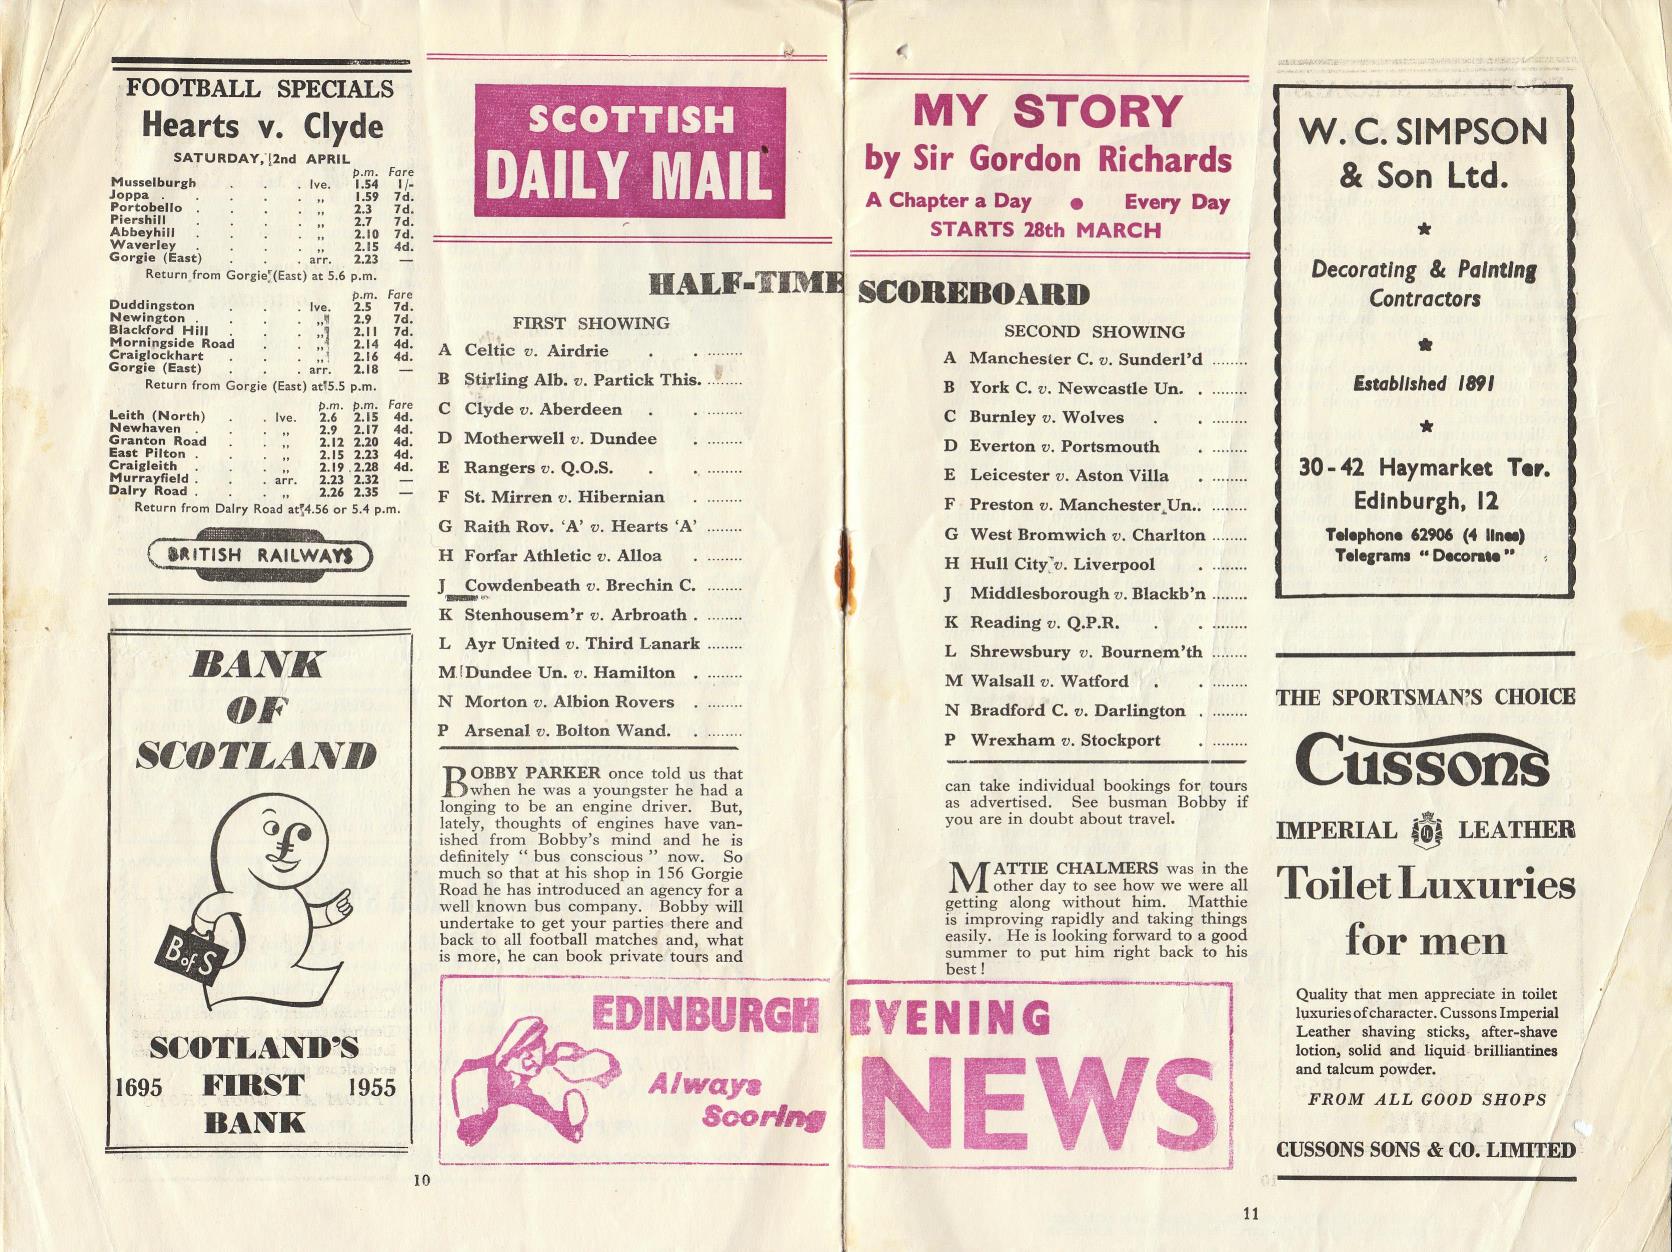 FOOTBALL SPECIALS
Hearts v. Clyde
SATURDAY, 2nd APRIL
p.m. Fare
Musselburgh . . . lve. 1.54 1/-
Joppa . . . . . ,, 1.59 7d.
Portobello . . . . ,, 2.3 7d.
Piershill . . . . ,, 2.7 7d.
Abbeyhill . . . . ,, 2.10 7d.
Waverley . . . . ,, 2.15 4d.
Gorgie (East) . . . arr. 2.23 —
Return from Gorgie (East) at 5.6 p.m.
p.m. Fare
Duddingston . . . lve. 2.5 7d.
Newington . . . . ,, 2.9 7d.
Blackford Hill . . . ,, 2.11 7d.
Morningside Road . . ,, 2.14 4d.
Craiglockhart . . . ,, 2.16 4d.
Gorgie (East) . . . arr. 2.18 —
Return from Gorgie (East) at 5.5 p.m.
p.m. p.m. Fare
Leith (North) . . lve. 2.6 2.15 4d.
Newhaven . . . ,, 2.9 2.17 4d.
Granton Road . . ,, 2.12 2.20 4d.
East Pilton . . . ,, 2.15 2.23 4d.
Craigleith . . . ,, 2.19 2.28 4d.
Murrayfield . . . arr. 2.23 2.32 —
Dalry Road . . . ,, 2.26 2.35 —
Return from Dalry Road at 4.56 or 5.4 p.m.
BRITISH RAILWAYS
BANK
OF
SCOTLAND
B of S
SCOTLAND'S
1695 FIRST 1955
BANK
SCOTTISH
DAILY MAIL
MY STORY
by Sir Gordon Richards
A Chapter a Day ● Every Day
STARTS 28th MARCH
HALF-TIME SCOREBOARD
FIRST SHOWING
A Celtic v. Airdrie . . ........
B Stirling Alb. v. Partick This. ........
C Clyde v. Aberdeen . . ........
D Motherwell v. Dundee . ........
E Rangers v. Q.O.S. . . ........
F St. Mirren v. Hibernian . ........
G Raith Rov. 'A' v. Hearts 'A' ........
H Forfar Athletic v. Alloa . ........
J Cowdenbeath v. Brechin C. ........
K Stenhousem'r v. Arbroath . ........
L Ayr United v. Third Lanark ........
M Dundee Un. v. Hamilton . ........
N Morton v. Albion Rovers . ........
P Arsenal v. Bolton Wand. . ........
BOBBY PARKER once told us that
when he was a youngster he had a
longing to be an engine driver. But,
lately, thoughts of engines have van-
ished from Bobby's mind and he is
definitely " bus conscious " now. So
much so that at his shop in 156 Gorgie
Road he has introduced an agency for a
well known bus company. Bobby will
undertake to get your parties there and
back to all football matches and, what
is more, he can book private tours and
SECOND SHOWING
A Manchester C. v. Sunderl'd ........
B York C. v. Newcastle Un. . ........
C Burnley v. Wolves . . ........
D Everton v. Portsmouth . ........
E Leicester v. Aston Villa . ........
F Preston v. Manchester Un.. ........
G West Bromwich v. Charlton ........
H Hull City v. Liverpool . ........
J Middlesborough v. Blackb'n ........
K Reading v. Q.P.R. . . ........
L Shrewsbury v. Bournem'th ........
M Walsall v. Watford . . ........
N Bradford C. v. Darlington . ........
P Wrexham v. Stockport . ........
can take individual bookings for tours
as advertised. See busman Bobby if
you are in doubt about travel.
MATTIE CHALMERS was in the
other day to see how we were all
getting along without him. Matthie
is improving rapidly and taking things
easily. He is looking forward to a good
summer to put him right back to his
best !
EDINBURGH EVENING
NEWS
Always
Scoring
W. C. SIMPSON
& Son Ltd.
★
Decorating & Painting
Contractors
★
Established 1891
★
30-42 Haymarket Ter.
Edinburgh, 12
Telephone 62906 (4 lines)
Telegrams "Decorate"
THE SPORTSMAN'S CHOICE
Cussons
IMPERIAL LEATHER
Toilet Luxuries
for men
Quality that men appreciate in toilet
luxuries of character. Cussons Imperial
Leather shaving sticks, after-shave
lotion, solid and liquid brilliantines
and talcum powder.
FROM ALL GOOD SHOPS
CUSSONS SONS & CO. LIMITED
10
11